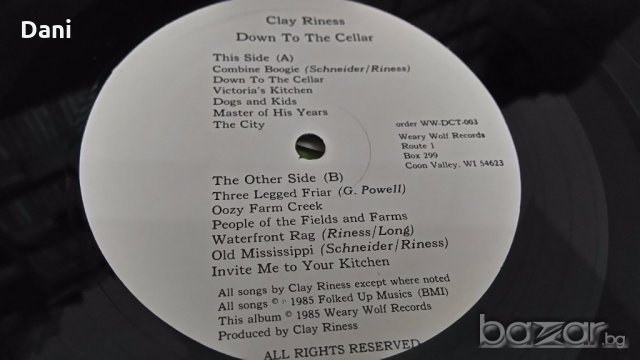 Dani
Clay Riness
Down To The Cellar
This Side (A)
Combine Boogie (Schneider/Riness)
Down To The Cellar
Victoria's Kitchen
Dogs and Kids
Master of His Years
The City
order WW-DCT-003
Weary Wolf Records
Route 1
Box 299
Coon Valley, WI 54623
The Other Side (B)
Three Legged Friar (G. Powell)
Oozy Farm Creek
People of the Fields and Farms
Waterfront Rag (Riness/Long)
Old Mississippi (Schneider/Riness)
Invite Me to Your Kitchen
All songs by Clay Riness except where noted
All songs © ℗ 1985 Folked Up Musics (BMI)
This album © 1985 Weary Wolf Records
Produced by Clay Riness
ALL RIGHTS RESERVED
bazar.bg